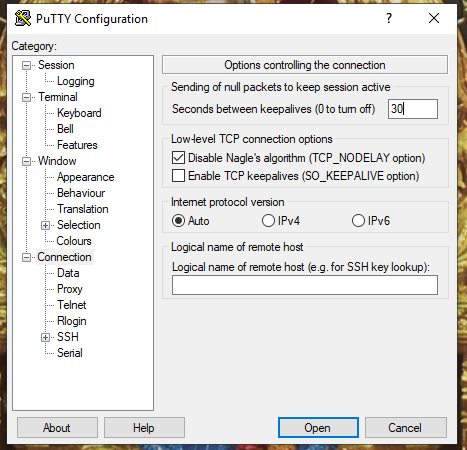 PuTTY Configuration
? ×
Category:
Session
Logging
Terminal
Keyboard
Bell
Features
Window
Appearance
Behaviour
Translation
Selection
Colours
Connection
Data
Proxy
Telnet
Rlogin
SSH
Serial
Options controlling the connection
Sending of null packets to keep session active
Seconds between keepalives (0 to turn off) 30
Low-level TCP connection options
Disable Nagle's algorithm (TCP_NODELAY option)
Enable TCP keepalives (SO_KEEPALIVE option)
Internet protocol version
Auto IPv4 IPv6
Logical name of remote host
Logical name of remote host (e.g. for SSH key lookup):
About Help Open Cancel